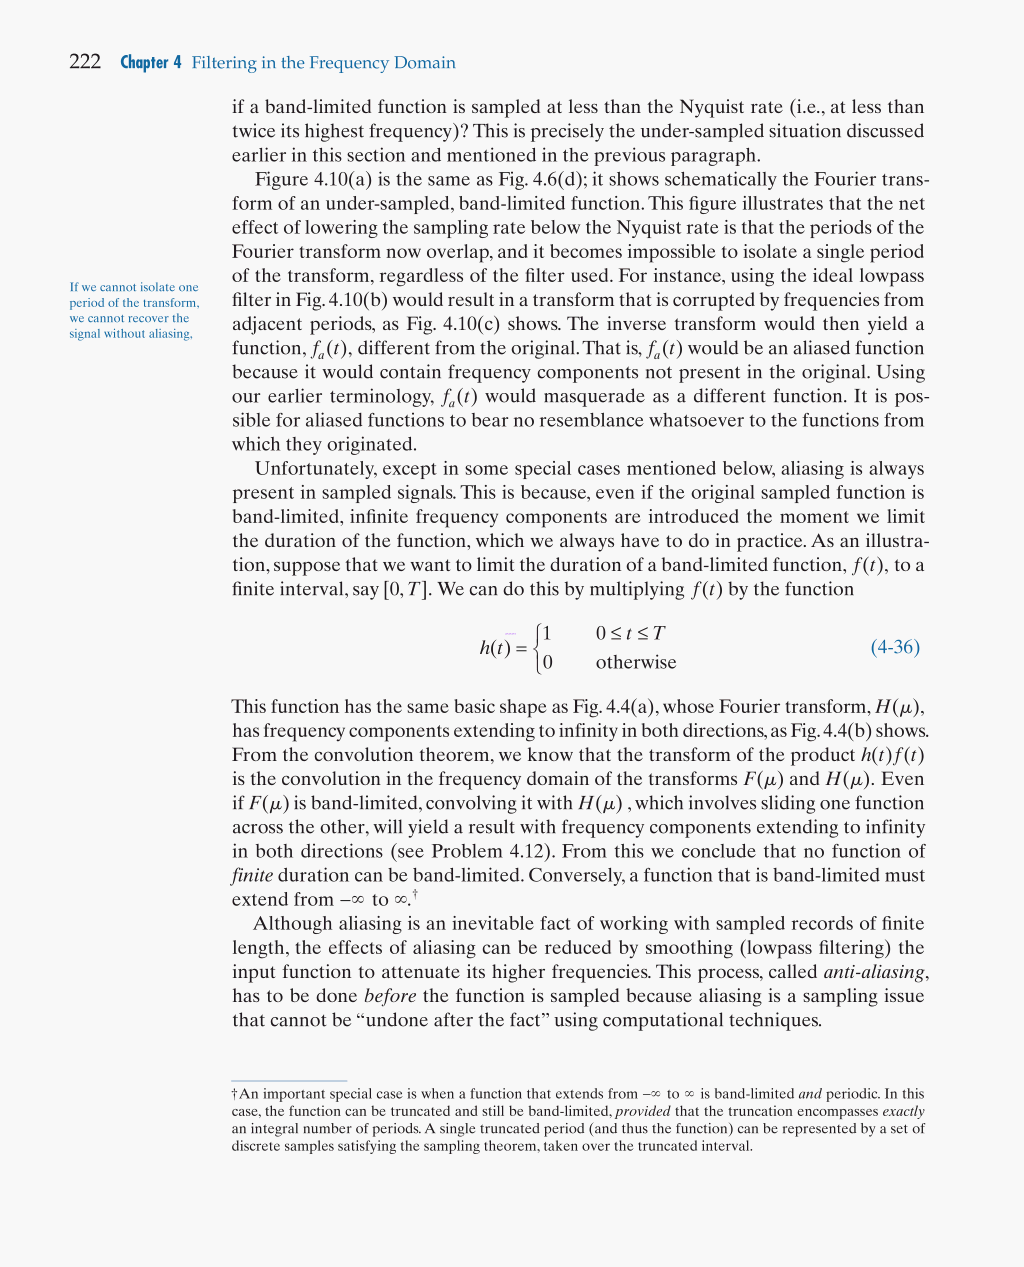 222 Chapter 4 Filtering in the Frequency Domain
if a band-limited function is sampled at less than the Nyquist rate (i.e., at less than
twice its highest frequency)? This is precisely the under-sampled situation discussed
earlier in this section and mentioned in the previous paragraph.
Figure 4.10(a) is the same as Fig. 4.6(d); it shows schematically the Fourier trans-
form of an under-sampled, band-limited function. This figure illustrates that the net
effect of lowering the sampling rate below the Nyquist rate is that the periods of the
Fourier transform now overlap, and it becomes impossible to isolate a single period
of the transform, regardless of the filter used. For instance, using the ideal lowpass
filter in Fig. 4.10(b) would result in a transform that is corrupted by frequencies from
adjacent periods, as Fig. 4.10(c) shows. The inverse transform would then yield a
function, fₐ(t), different from the original. That is, fₐ(t) would be an aliased function
because it would contain frequency components not present in the original. Using
our earlier terminology, fₐ(t) would masquerade as a different function. It is pos-
sible for aliased functions to bear no resemblance whatsoever to the functions from
which they originated.
If we cannot isolate one
period of the transform,
we cannot recover the
signal without aliasing,
Unfortunately, except in some special cases mentioned below, aliasing is always
present in sampled signals. This is because, even if the original sampled function is
band-limited, infinite frequency components are introduced the moment we limit
the duration of the function, which we always have to do in practice. As an illustra-
tion, suppose that we want to limit the duration of a band-limited function, f(t), to a
finite interval, say [0, T]. We can do this by multiplying f(t) by the function
h(t) = {1 0 ≤ t ≤ T
0 otherwise
(4-36)
This function has the same basic shape as Fig. 4.4(a), whose Fourier transform, H(μ),
has frequency components extending to infinity in both directions, as Fig. 4.4(b) shows.
From the convolution theorem, we know that the transform of the product h(t)f(t)
is the convolution in the frequency domain of the transforms F(μ) and H(μ). Even
if F(μ) is band-limited, convolving it with H(μ) , which involves sliding one function
across the other, will yield a result with frequency components extending to infinity
in both directions (see Problem 4.12). From this we conclude that no function of
finite duration can be band-limited. Conversely, a function that is band-limited must
extend from −∞ to ∞.†
Although aliasing is an inevitable fact of working with sampled records of finite
length, the effects of aliasing can be reduced by smoothing (lowpass filtering) the
input function to attenuate its higher frequencies. This process, called anti-aliasing,
has to be done before the function is sampled because aliasing is a sampling issue
that cannot be “undone after the fact” using computational techniques.
† An important special case is when a function that extends from −∞ to ∞ is band-limited and periodic. In this
case, the function can be truncated and still be band-limited, provided that the truncation encompasses exactly
an integral number of periods. A single truncated period (and thus the function) can be represented by a set of
discrete samples satisfying the sampling theorem, taken over the truncated interval.